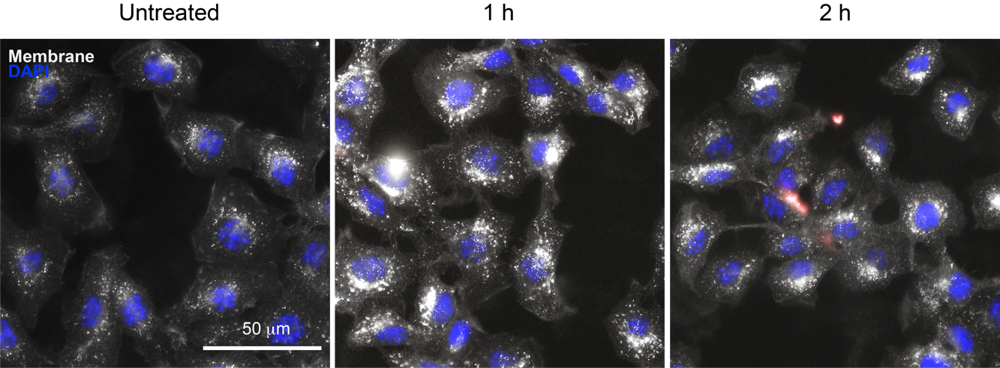 Untreated
1 h
2 h
Membrane
DAPI
50 μm